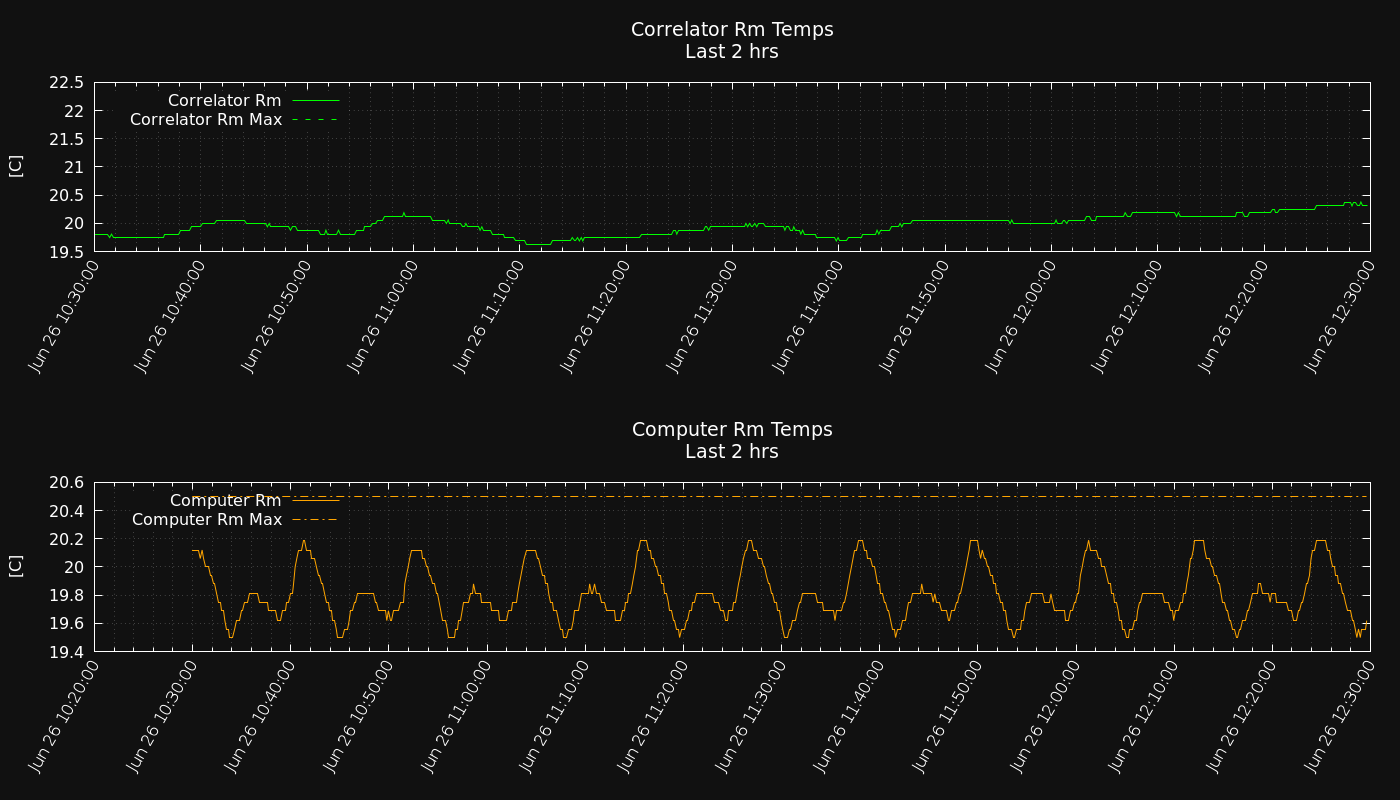 Correlator Rm Temps
Last 2 hrs
22.5
22
21.5
21
20.5
20
19.5
[C]
Correlator Rm
Correlator Rm Max
Jun 26 10:30:00
Jun 26 10:40:00
Jun 26 10:50:00
Jun 26 11:00:00
Jun 26 11:10:00
Jun 26 11:20:00
Jun 26 11:30:00
Jun 26 11:40:00
Jun 26 11:50:00
Jun 26 12:00:00
Jun 26 12:10:00
Jun 26 12:20:00
Jun 26 12:30:00
Computer Rm Temps
Last 2 hrs
20.6
20.4
20.2
20
19.8
19.6
19.4
[C]
Computer Rm
Computer Rm Max
Jun 26 10:20:00
Jun 26 10:30:00
Jun 26 10:40:00
Jun 26 10:50:00
Jun 26 11:00:00
Jun 26 11:10:00
Jun 26 11:20:00
Jun 26 11:30:00
Jun 26 11:40:00
Jun 26 11:50:00
Jun 26 12:00:00
Jun 26 12:10:00
Jun 26 12:20:00
Jun 26 12:30:00